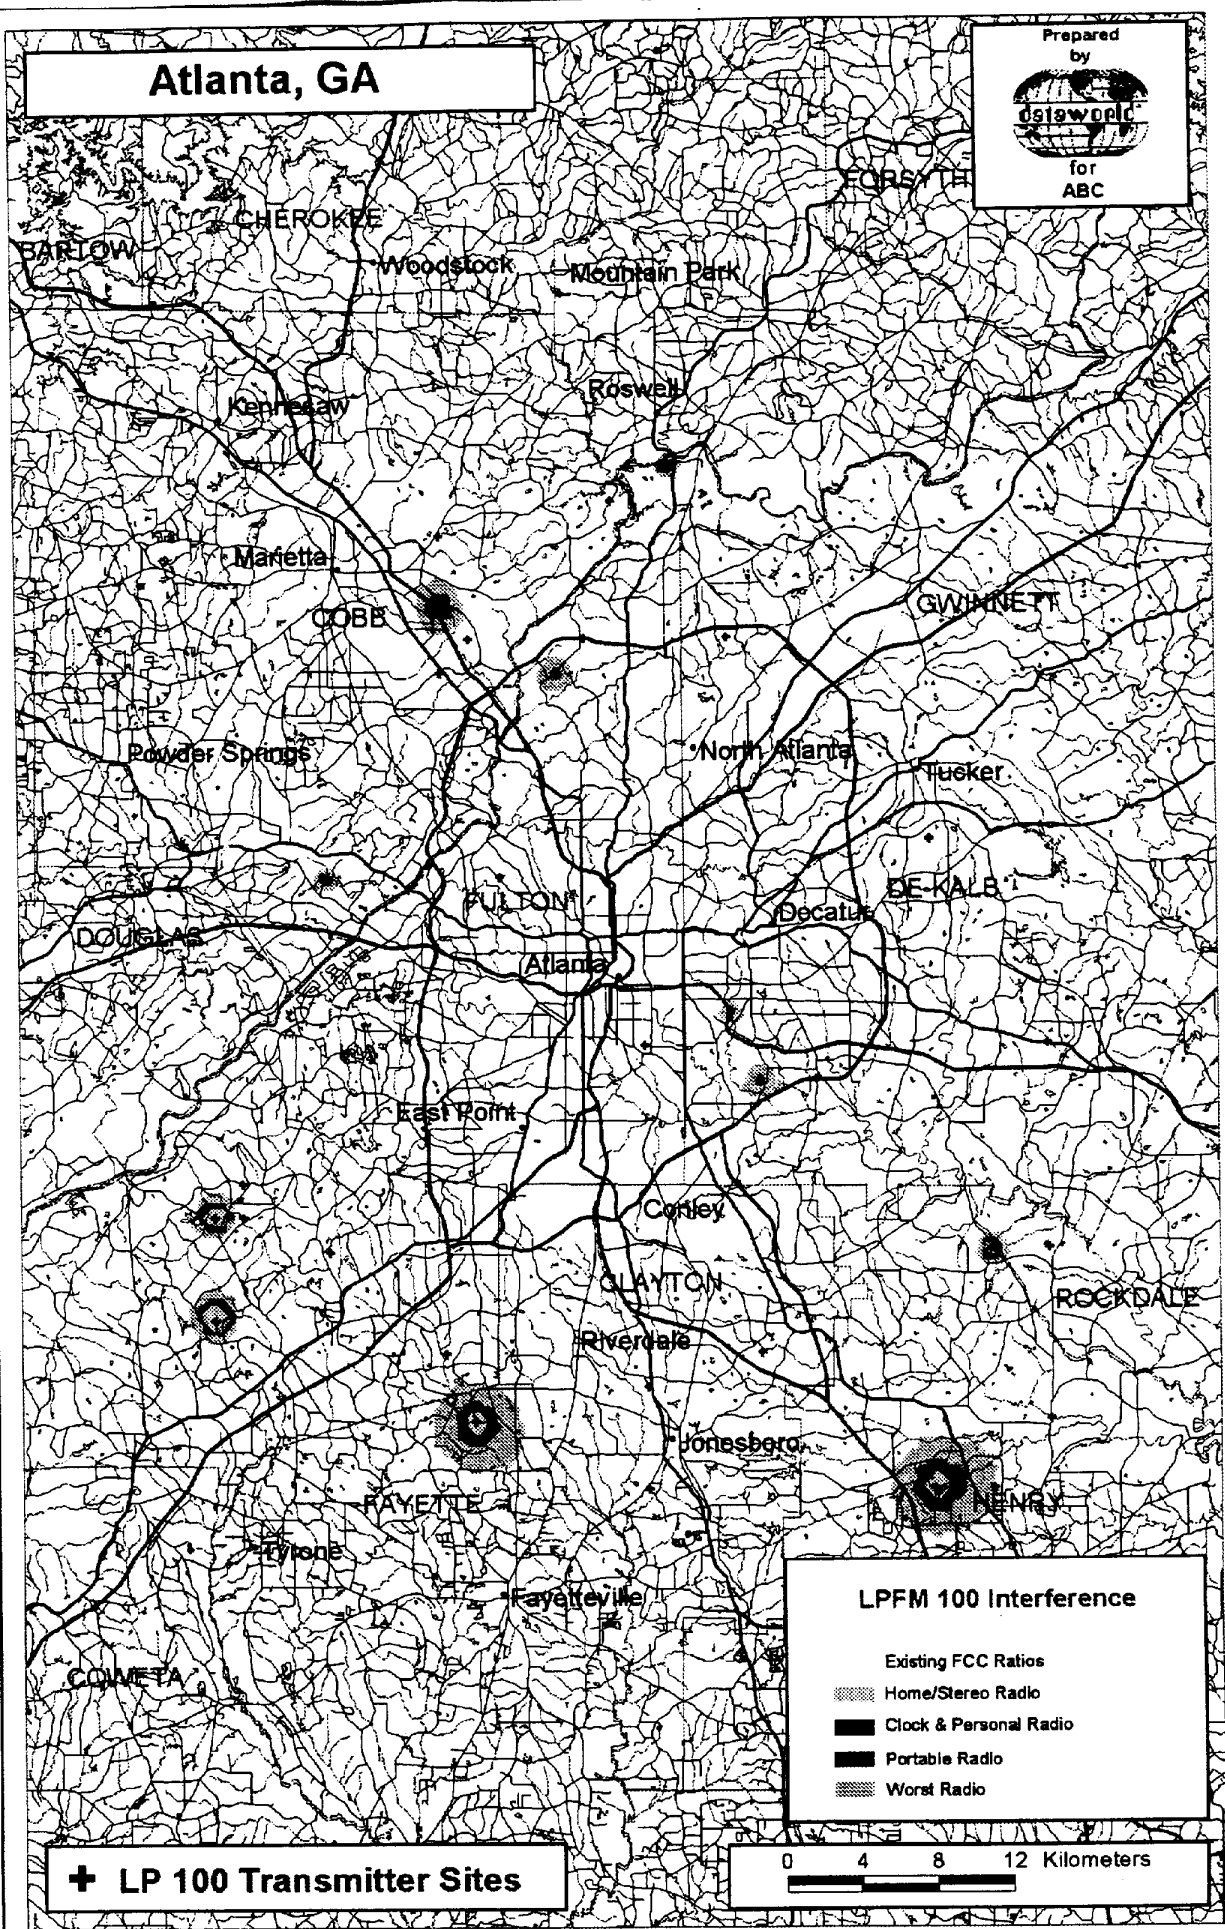 Atlanta, GA
Prepared
by
dataworld
for
ABC
FORSYTH
CHEROKEE
BARTOW
Woodstock
Mountain Park
Roswell
Kennesaw
Marietta
COBB
GWINNETT
Powder Springs
North Atlanta
Tucker
FULTON
DE KALB
Decatur
DOUGLAS
Atlanta
East Point
Conley
CLAYTON
ROCKDALE
Riverdale
Jonesboro
FAYETTE
HENRY
Tyrone
Fayetteville
COWETA
LPFM 100 Interference
Existing FCC Ratios
Home/Stereo Radio
Clock & Personal Radio
Portable Radio
Worst Radio
+ LP 100 Transmitter Sites
0 4 8 12 Kilometers